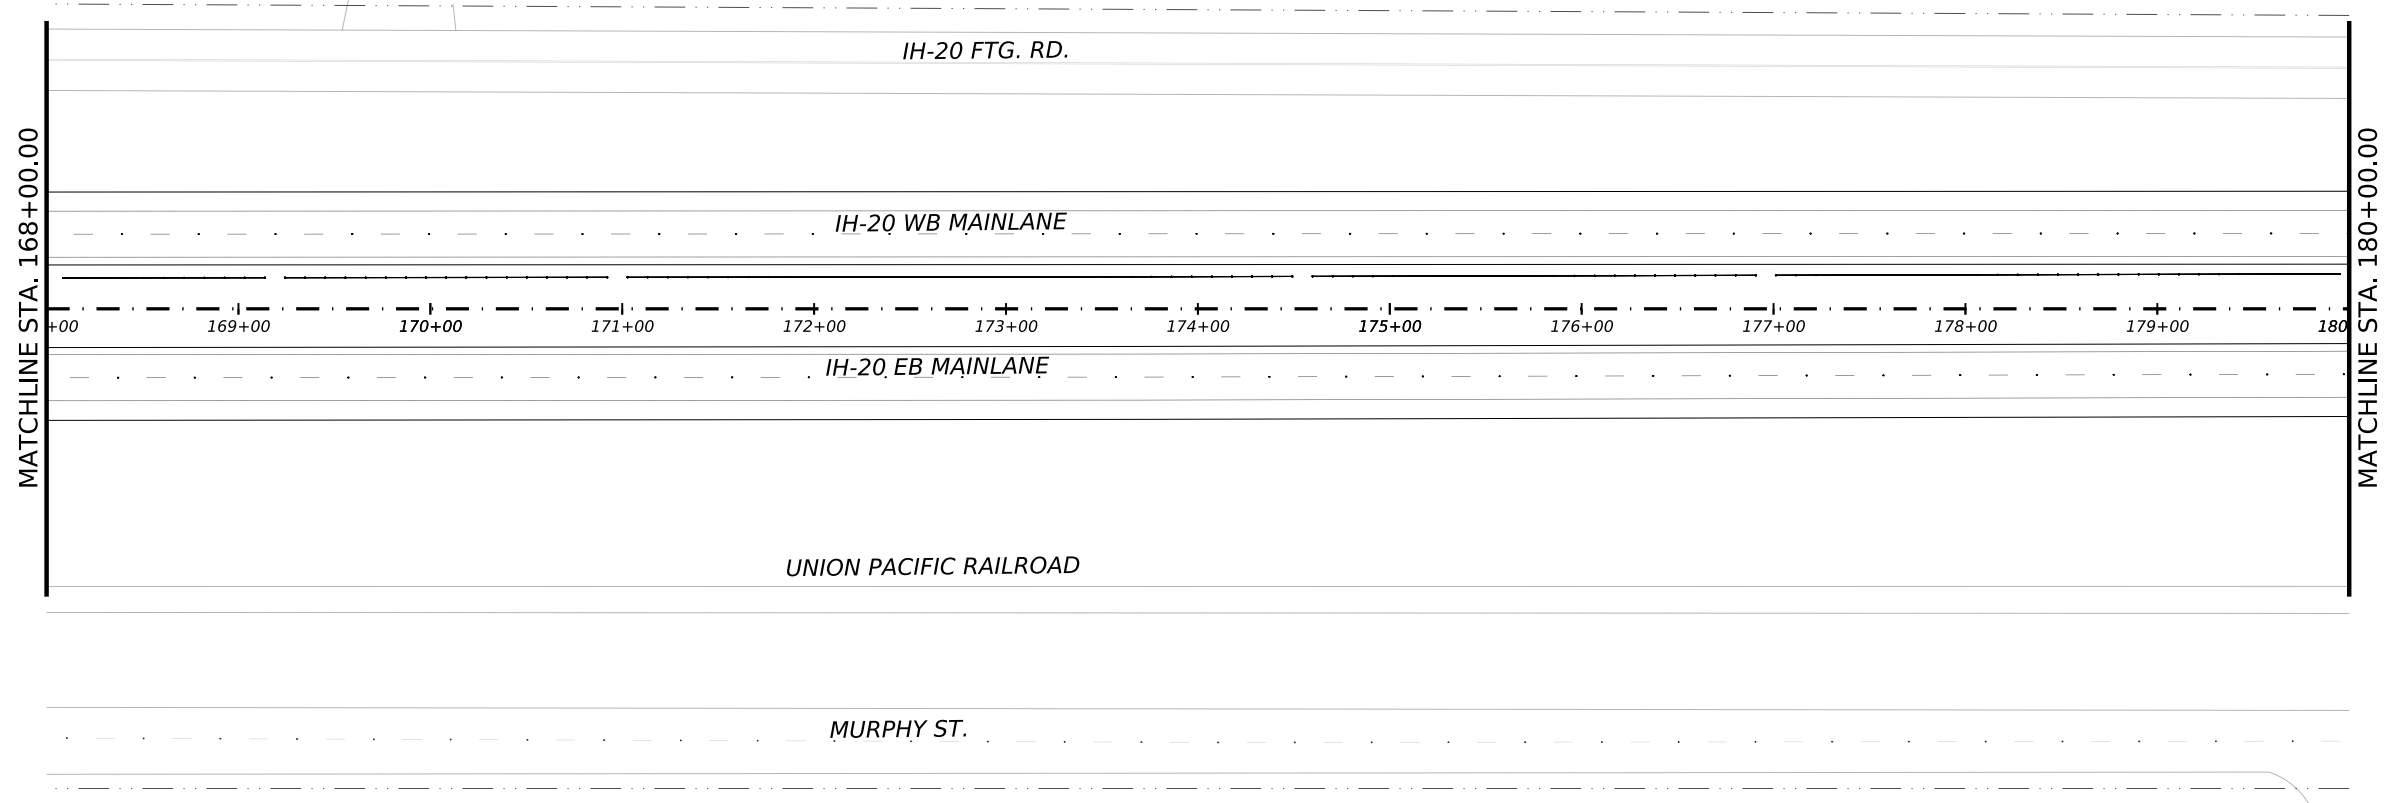 IH-20 FTG. RD.
MATCHLINE STA. 168+00.00
MATCHLINE STA. 180+00.00
IH-20 WB MAINLANE
+00 169+00 170+00 171+00 172+00 173+00 174+00 175+00 176+00 177+00 178+00 179+00 180
IH-20 EB MAINLANE
UNION PACIFIC RAILROAD
MURPHY ST.